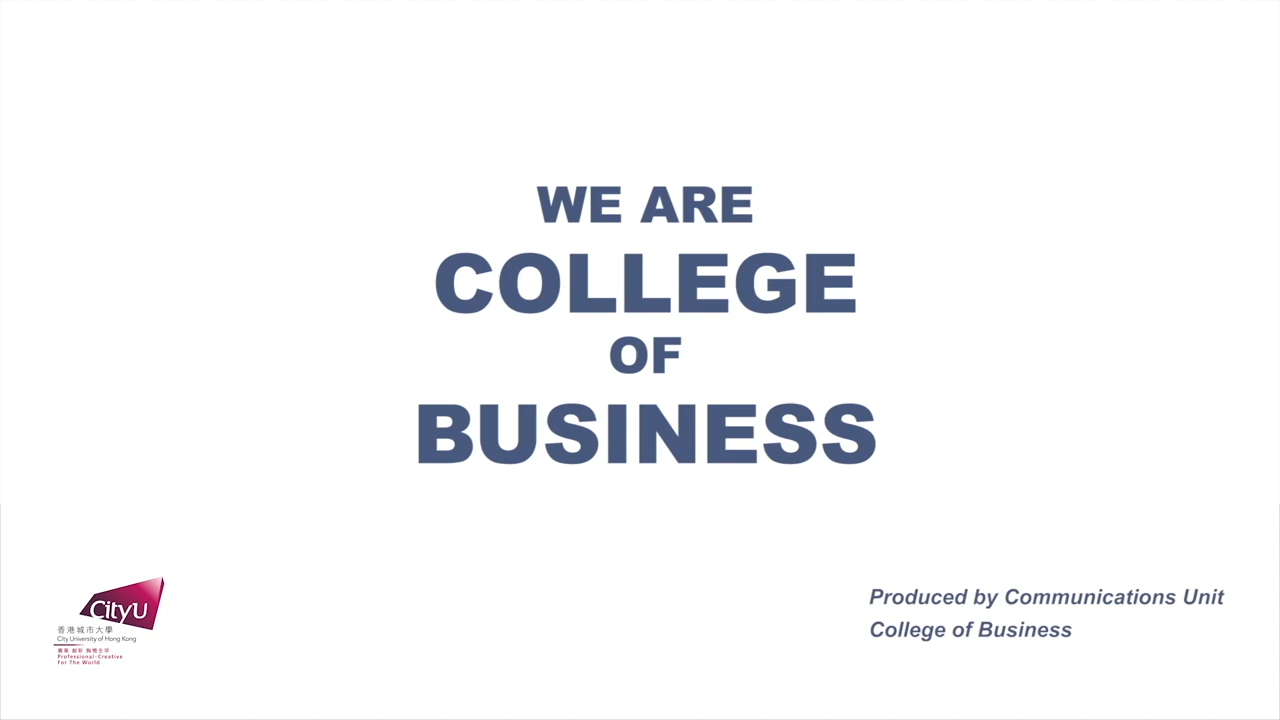 WE ARE
COLLEGE
OF
BUSINESS
CityU
香港城市大學
City University of Hong Kong
專業 創新 胸懷全球
Professional·Creative
For The World
Produced by Communications Unit
College of Business